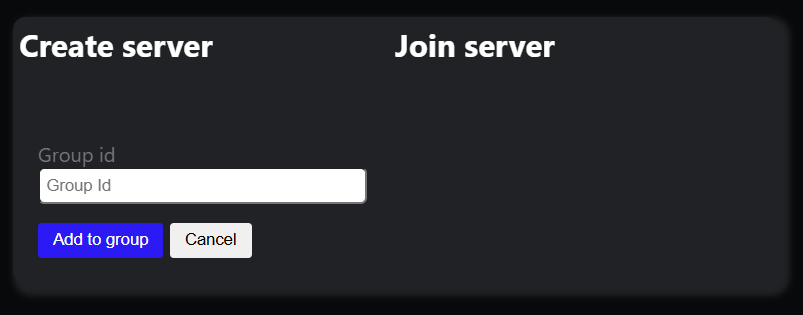 Create server
Join server
Group id
Group Id
Add to group
Cancel